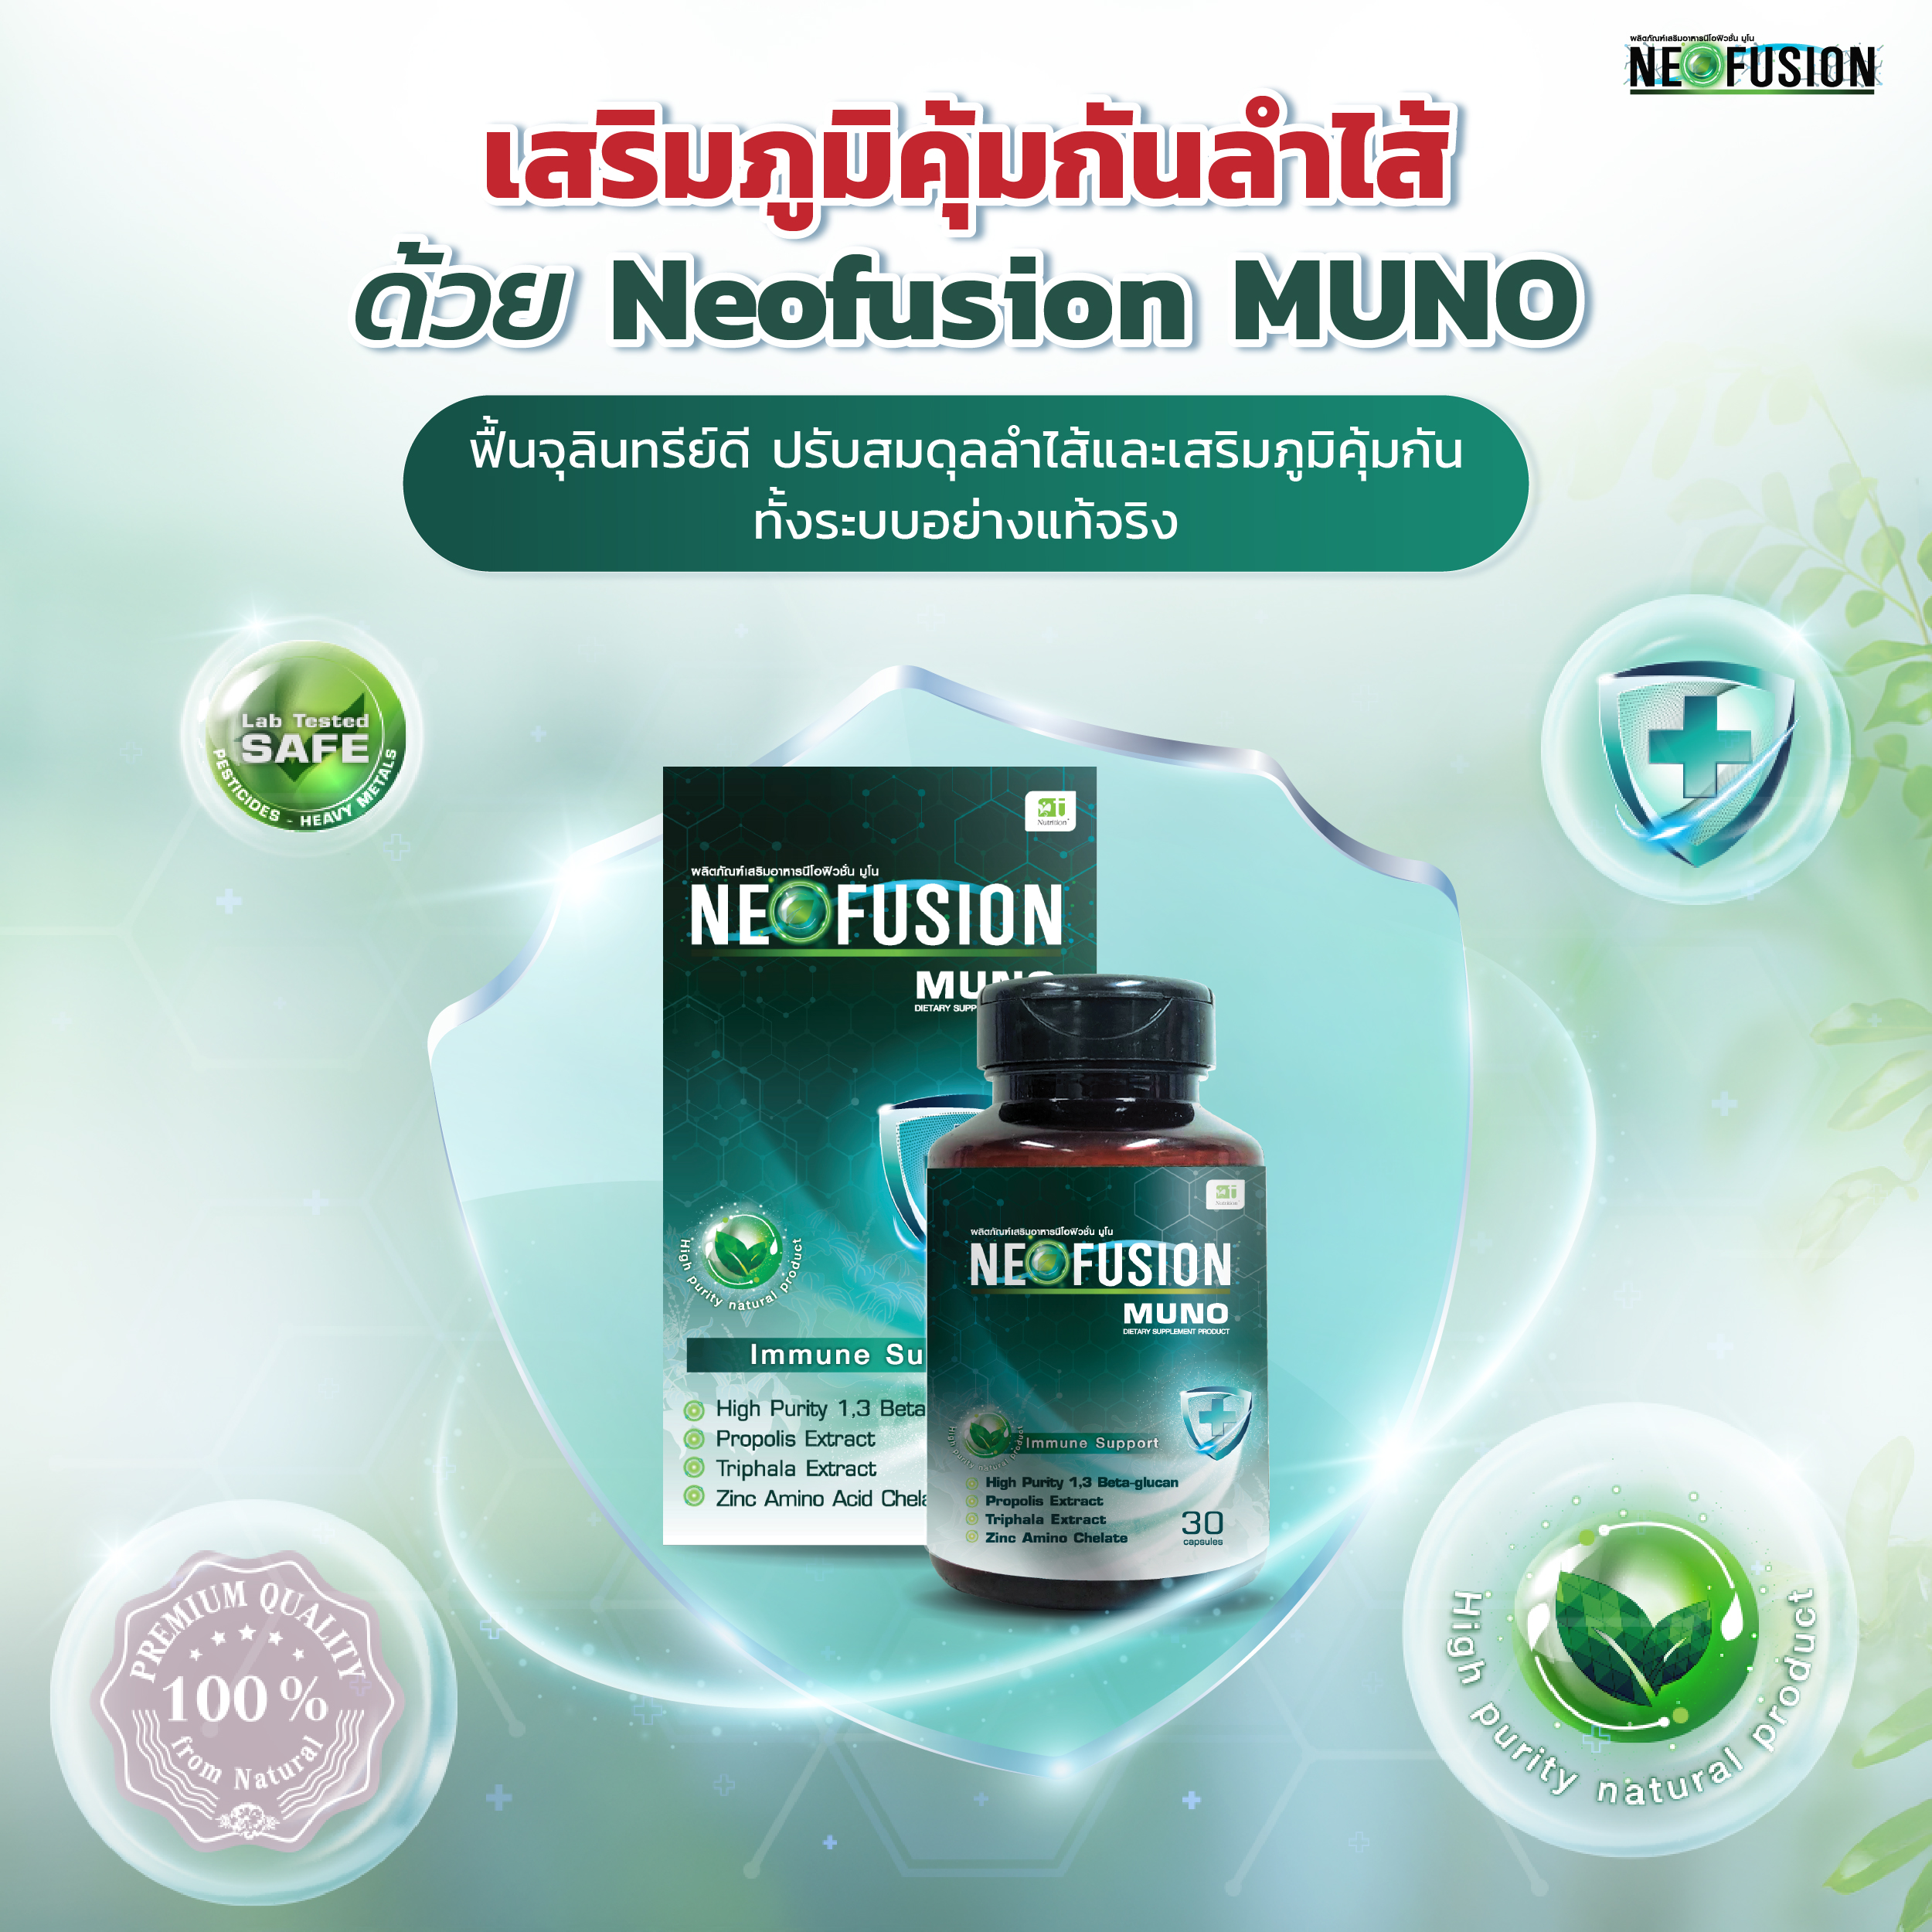 ผลิตภัณฑ์เสริมอาหารนีโอฟิวชั่น มูโน
NEOFUSION
เสริมภูมิคุ้มกันลำไส้
ด้วย Neofusion MUNO
ฟื้นจุลินทรีย์ดี ปรับสมดุลลำไส้และเสริมภูมิคุ้มกัน
ทั้งระบบอย่างแท้จริง
Lab Tested
SAFE
PESTICIDES - HEAVY METALS
Nutrition
ผลิตภัณฑ์เสริมอาหารนีโอฟิวชั่น มูโน
NEOFUSION
MUNO
DIETARY SUPP
High purity natural product
Immune Su
High Purity 1,3 Beta
Propolis Extract
Triphala Extract
Zinc Amino Acid Chela
Nutrition
ผลิตภัณฑ์เสริมอาหารนีโอฟิวชั่น มูโน
NEOFUSION
MUNO
DIETARY SUPPLEMENT PRODUCT
High purity natural product
Immune Support
High Purity 1,3 Beta-glucan
Propolis Extract
Triphala Extract
Zinc Amino Chelate
30
capsules
PREMIUM QUALITY
100%
from Natural
High purity natural product